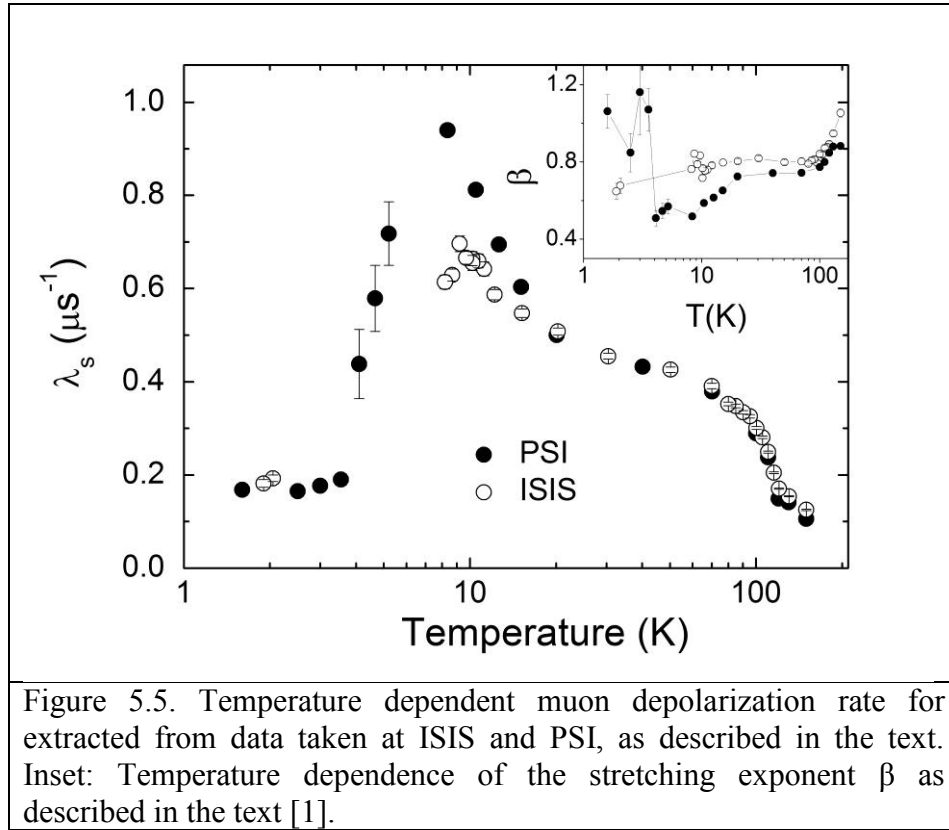 1.2
0.8
0.4
β
1
10
100
T(K)
1.0
0.8
0.6
0.4
0.2
0.0
λs (μs-1)
PSI
ISIS
1
10
100
Temperature (K)
Figure 5.5. Temperature dependent muon depolarization rate for
extracted from data taken at ISIS and PSI, as described in the text.
Inset: Temperature dependence of the stretching exponent β as
described in the text [1].